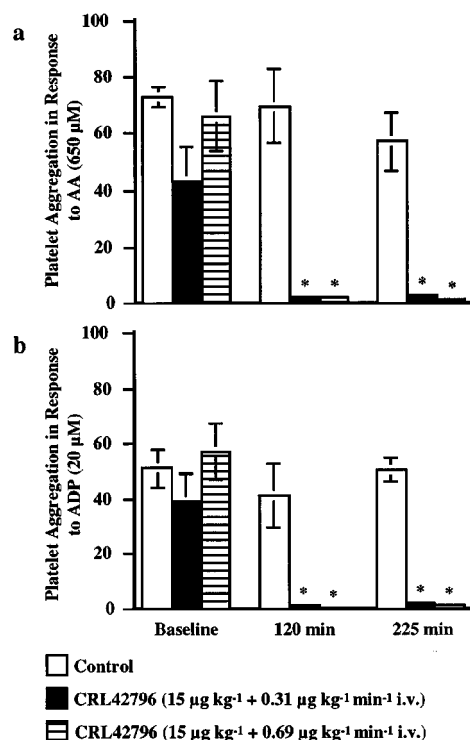 a
Platelet Aggregation in Response
to AA (650 µM)
100
80
60
40
20
0
* *
* *
b
Platelet Aggregation in Response
to ADP (20 µM)
100
80
60
40
20
0
* *
* *
Baseline 120 min 225 min
Control
CRL42796 (15 µg kg-1 + 0.31 µg kg-1 min-1 i.v.)
CRL42796 (15 µg kg-1 + 0.69 µg kg-1 min-1 i.v.)